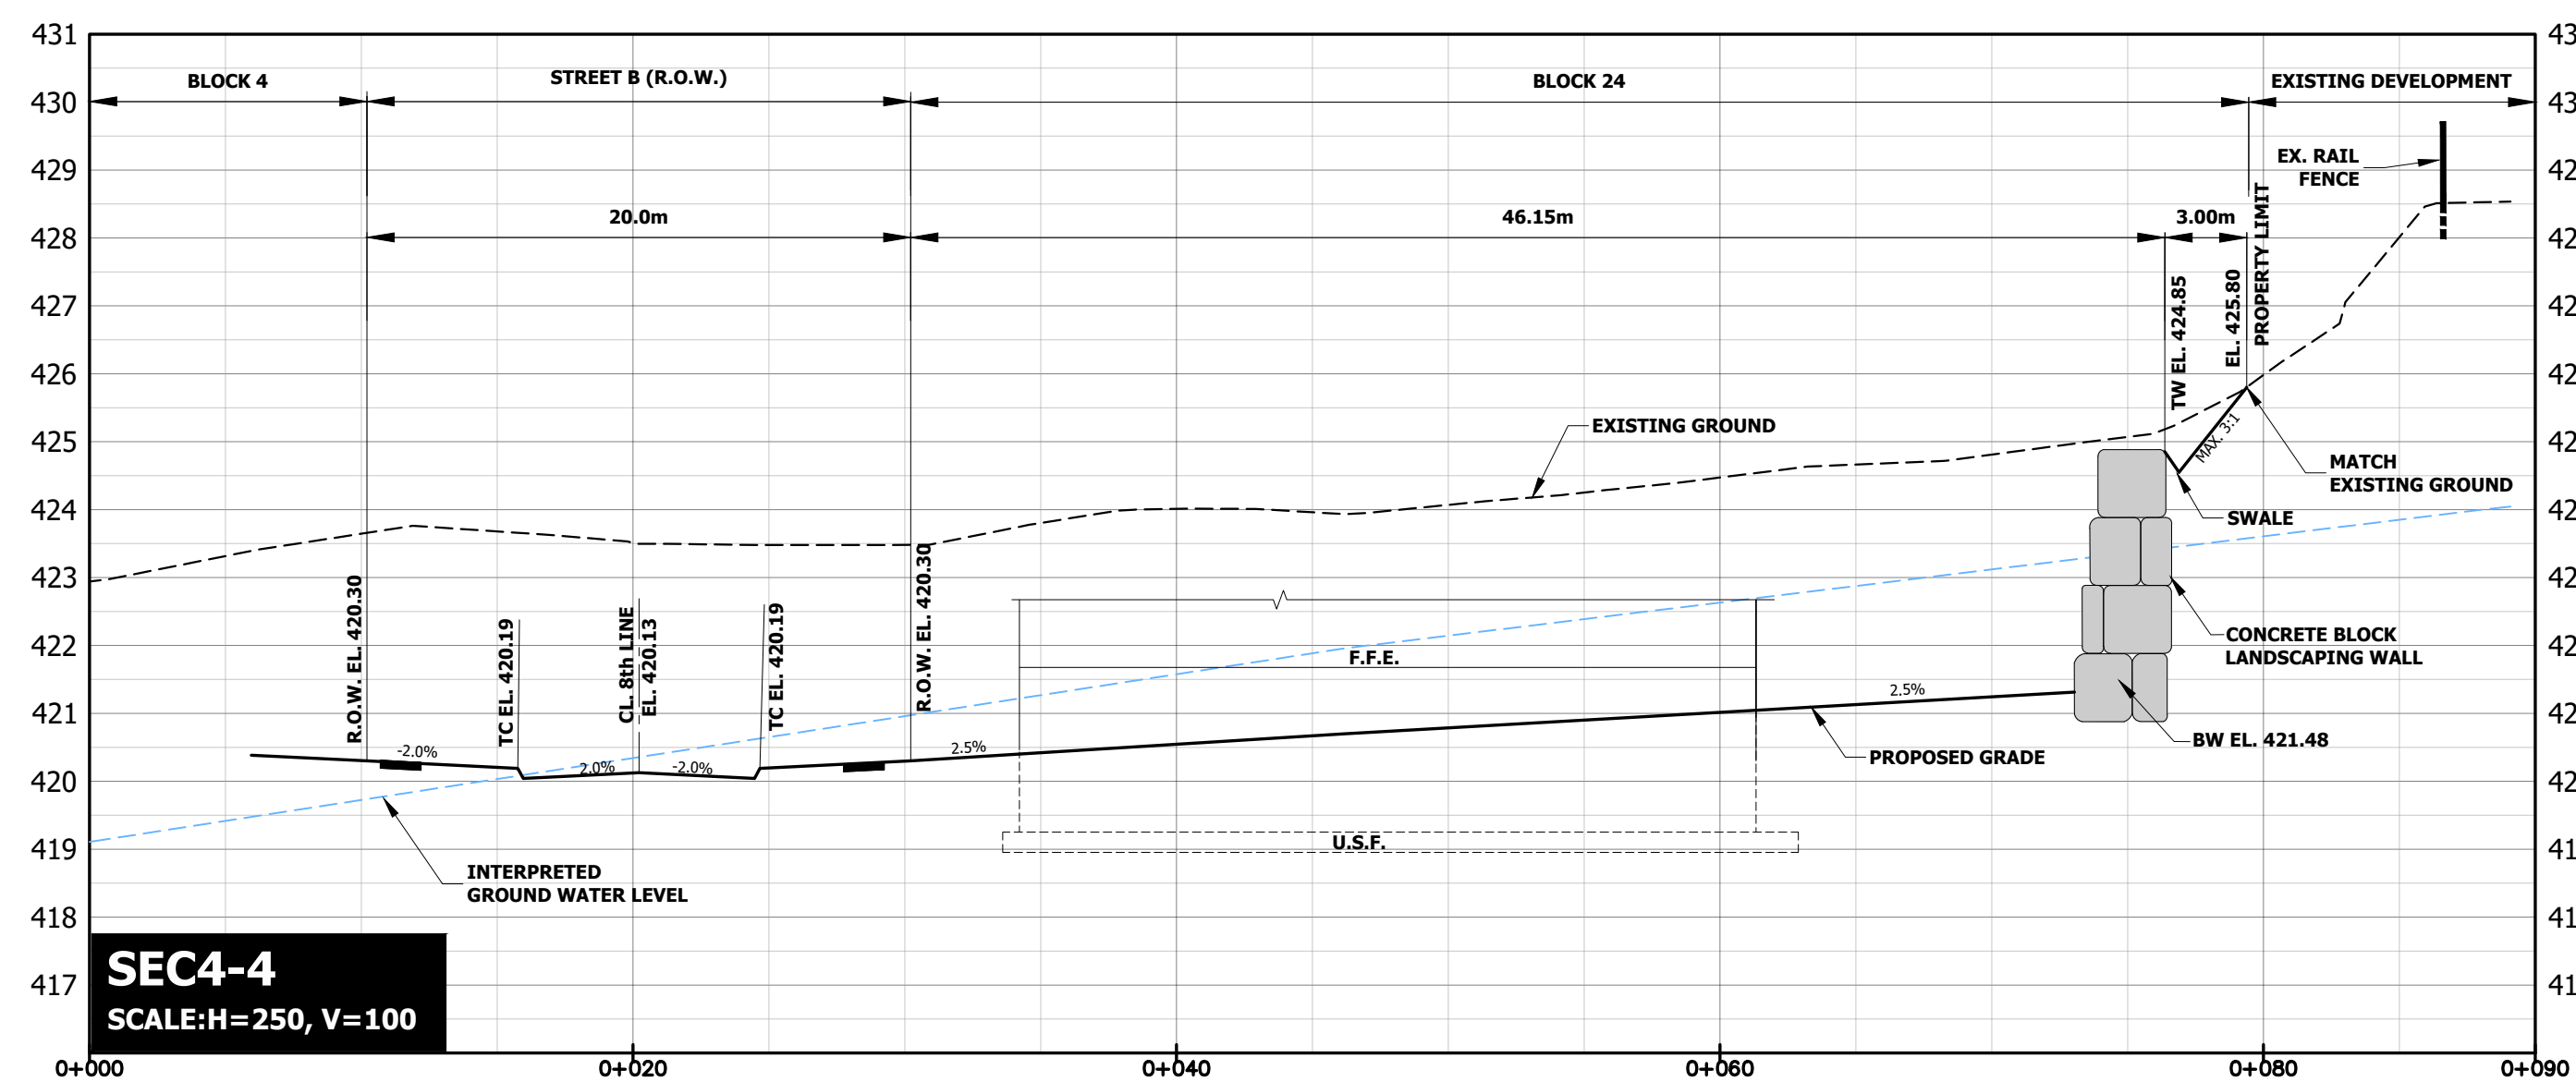 431
430
429
428
427
426
425
424
423
422
421
420
419
418
417
BLOCK 4
STREET B (R.O.W.)
BLOCK 24
EXISTING DEVELOPMENT
20.0m
46.15m
3.00m
EX. RAIL
FENCE
PROPERTY LIMIT
EL. 425.80
TW EL. 424.85
EXISTING GROUND
MAX. 3:1
MATCH
EXISTING GROUND
SWALE
R.O.W. EL. 420.30
TC EL. 420.19
CL. 8th LINE
EL. 420.13
TC EL. 420.19
R.O.W. EL. 420.30
CONCRETE BLOCK
LANDSCAPING WALL
F.F.E.
2.5%
BW EL. 421.48
PROPOSED GRADE
-2.0%
2.0%
-2.0%
2.5%
U.S.F.
INTERPRETED
GROUND WATER LEVEL
SEC4-4
SCALE:H=250, V=100
0+000
0+020
0+040
0+060
0+080
0+090